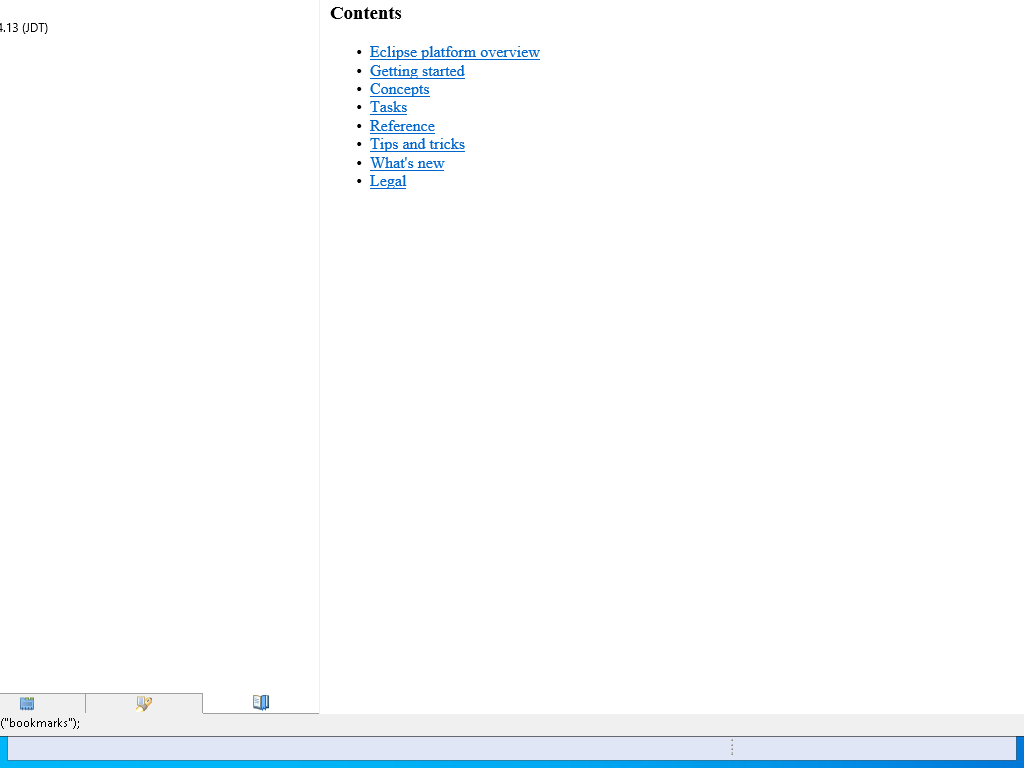 Contents
4.13 (JDT)
• Eclipse platform overview
• Getting started
• Concepts
• Tasks
• Reference
• Tips and tricks
• What's new
• Legal
("bookmarks");